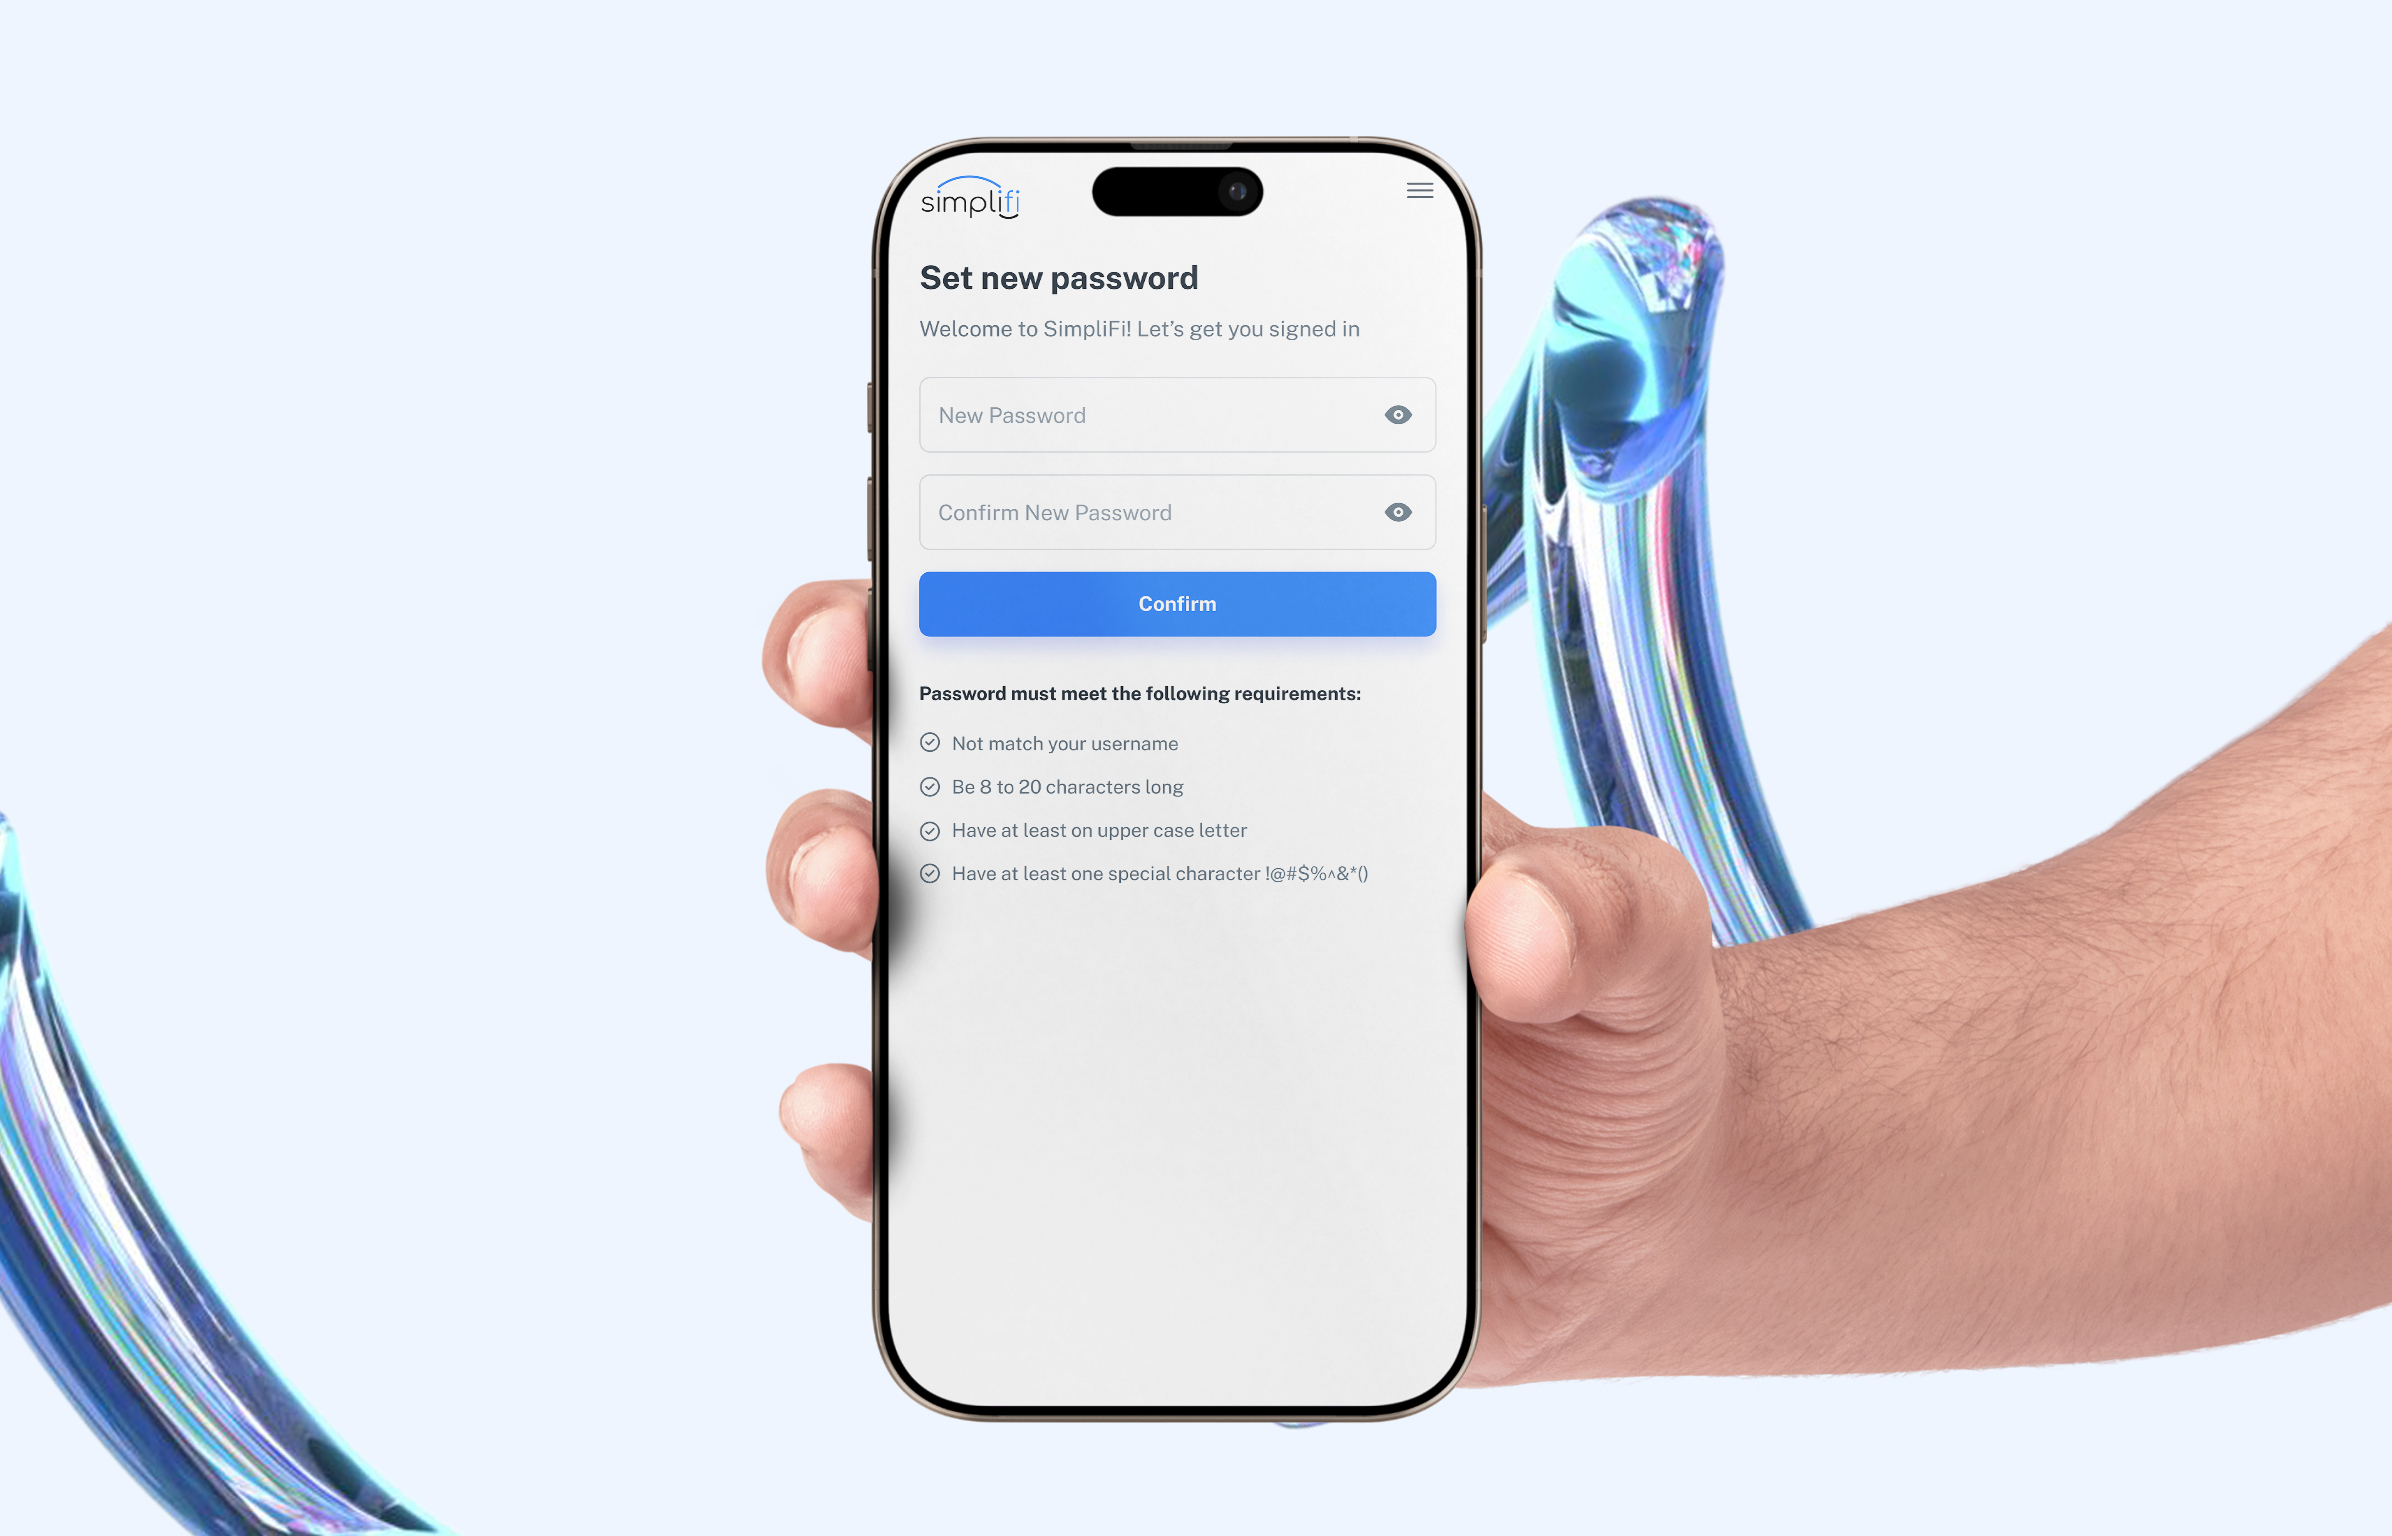 simplifi
Set new password
Welcome to SimpliFi! Let’s get you signed in
New Password
Confirm New Password
Confirm
Password must meet the following requirements:
Not match your username
Be 8 to 20 characters long
Have at least on upper case letter
Have at least one special character !@#$%^&*()